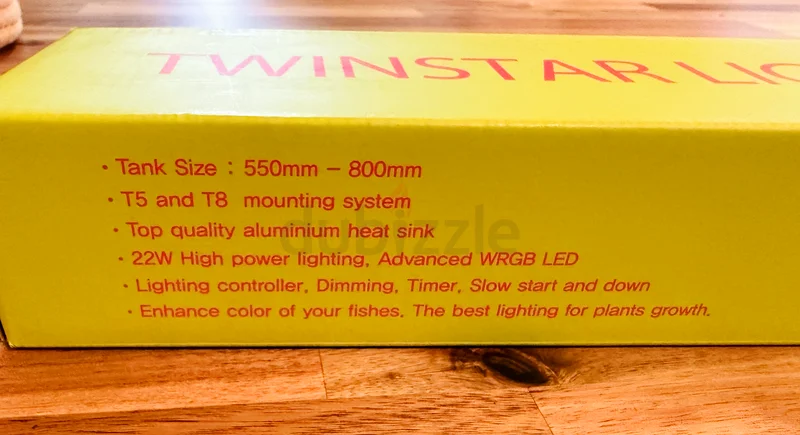 TWINSTAR
• Tank Size : 550mm – 800mm
• T5 and T8 mounting system
• Top quality aluminium heat sink
dubizzle
• 22W High power lighting, Advanced WRGB LED
• Lighting controller, Dimming, Timer, Slow start and down
• Enhance color of your fishes. The best lighting for plants growth.